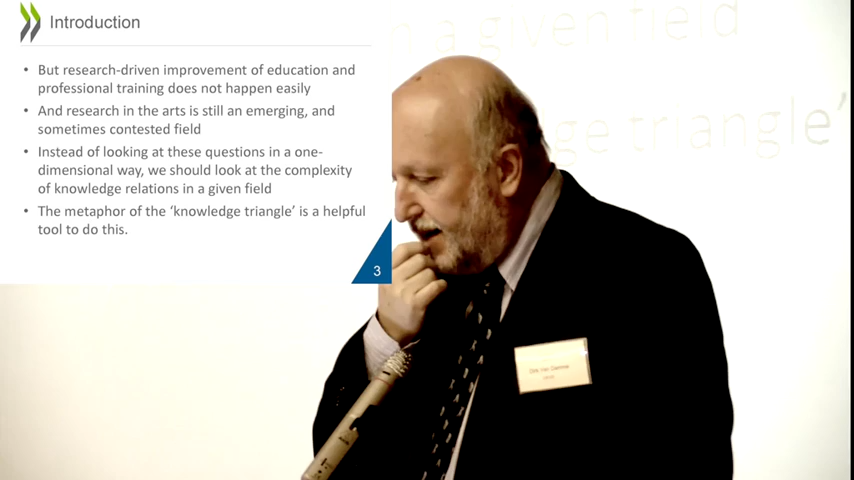 Introduction
• But research-driven improvement of education and
professional training does not happen easily
• And research in the arts is still an emerging, and
sometimes contested field
• Instead of looking at these questions in a one-
dimensional way, we should look at the complexity
of knowledge relations in a given field
• The metaphor of the ‘knowledge triangle’ is a helpful
tool to do this.
3
n a given field
ge triangle’
Dirk Van Damme